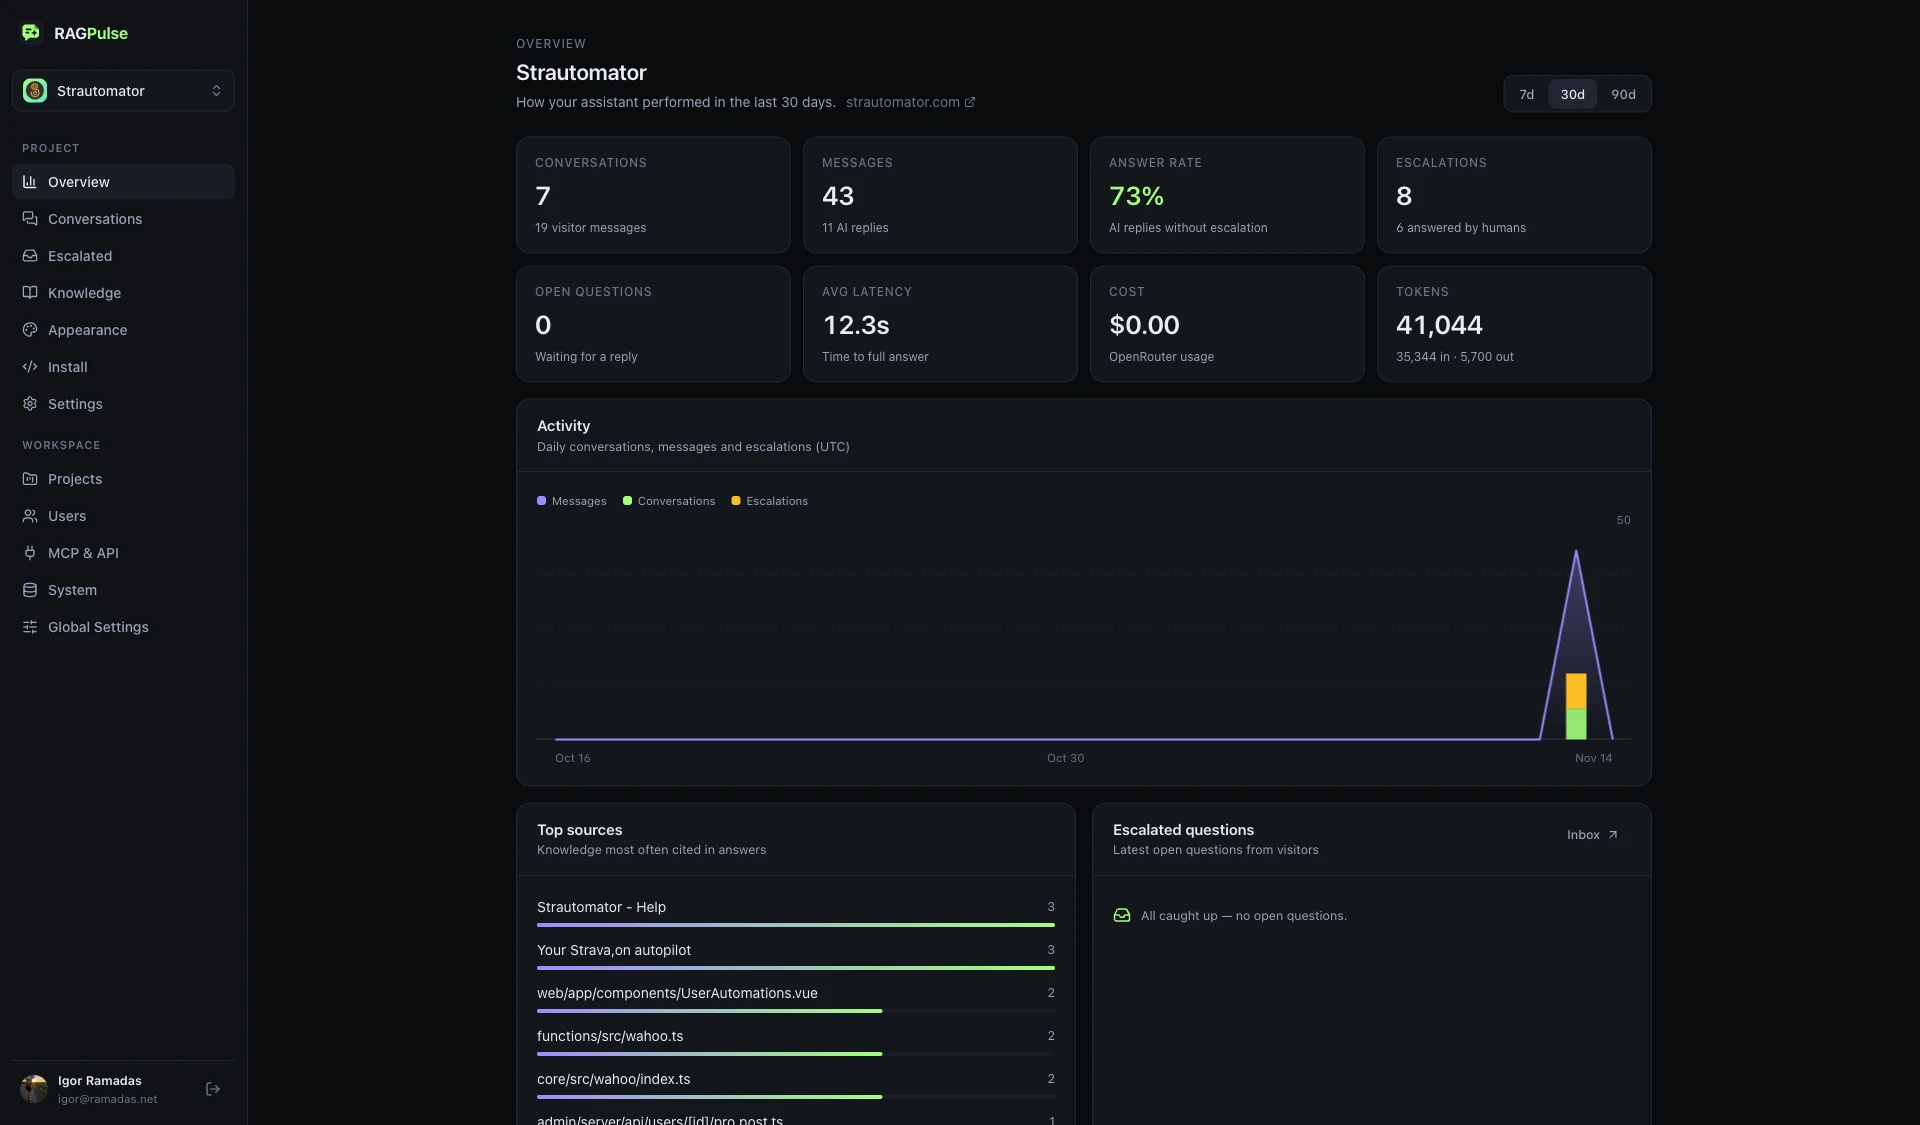 RAGPulse
Strautomator
PROJECT
Overview
Conversations
Escalated
Knowledge
Appearance
Install
Settings
WORKSPACE
Projects
Users
MCP & API
System
Global Settings
Igor Ramadas
igor@ramadas.net
OVERVIEW
Strautomator
How your assistant performed in the last 30 days. strautomator.com
7d 30d 90d
CONVERSATIONS
7
19 visitor messages
MESSAGES
43
11 AI replies
ANSWER RATE
73%
AI replies without escalation
ESCALATIONS
8
6 answered by humans
OPEN QUESTIONS
0
Waiting for a reply
AVG LATENCY
12.3s
Time to full answer
COST
$0.00
OpenRouter usage
TOKENS
41,044
35,344 in · 5,700 out
Activity
Daily conversations, messages and escalations (UTC)
Messages Conversations Escalations
50
Oct 16 Oct 30 Nov 14
Top sources
Knowledge most often cited in answers
Strautomator - Help 3
Your Strava,on autopilot 3
web/app/components/UserAutomations.vue 2
functions/src/wahoo.ts 2
core/src/wahoo/index.ts 2
admin/server/api/users/[id]/pro.post.ts 1
Escalated questions
Latest open questions from visitors
Inbox
All caught up — no open questions.